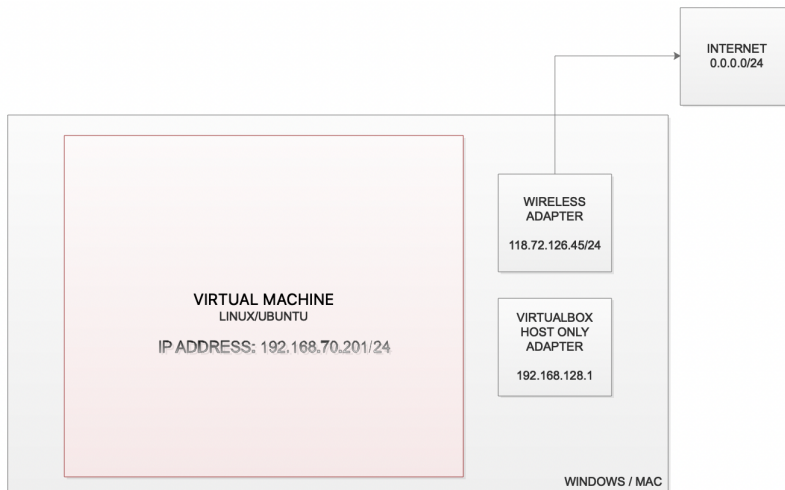 INTERNET
0.0.0.0/24
WIRELESS
ADAPTER
118.72.126.45/24
VIRTUAL MACHINE
LINUX/UBUNTU
IP ADDRESS: 192.168.70.201/24
VIRTUALBOX
HOST ONLY
ADAPTER
192.168.128.1
WINDOWS / MAC